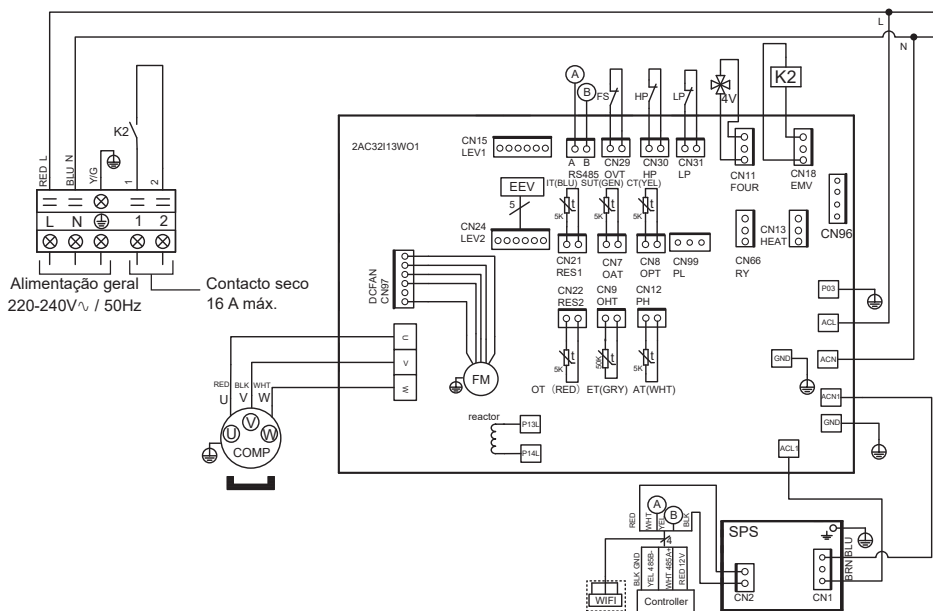 L
N
A
B
K2
4V
FS
HP
LP
K2
2AC32I13WO1
CN15
LEV1
A B
RS485
CN29
OVT
CN30
HP
CN31
LP
CN11
FOUR
CN18
EMV
RED L
BLU N
Y/G
1
2
EEV
5
IT(BLU)
SUT(GEN)
CT(YEL)
t
5K
t
5K
t
5K
CN96
L
N
1
2
CN24
LEV2
CN21
RES1
CN7
OAT
CN8
OPT
CN99
PL
CN66
RY
CN13
HEAT
Alimentação geral
220-240V∿ / 50Hz
Contacto seco
16 A máx.
DCFAN
CN97
CN22
RES2
CN9
OHT
CN12
PH
P03
ACL
U
V
W
t
5K
t
50K
t
5K
GND
ACN
FM
OT (RED)
ET(GRY)
AT(WHT)
ACN1
RED
BLK
WHT
U
V
W
reactor
P13L
GND
U
V
W
COMP
P14L
ACL1
RED
WHT
A
YEL
B
BLK
4
SPS
BLK GND
YEL 485B-
WHT 485A+
RED 12V
BRN
BLU
WIFI
Controller
CN2
CN1